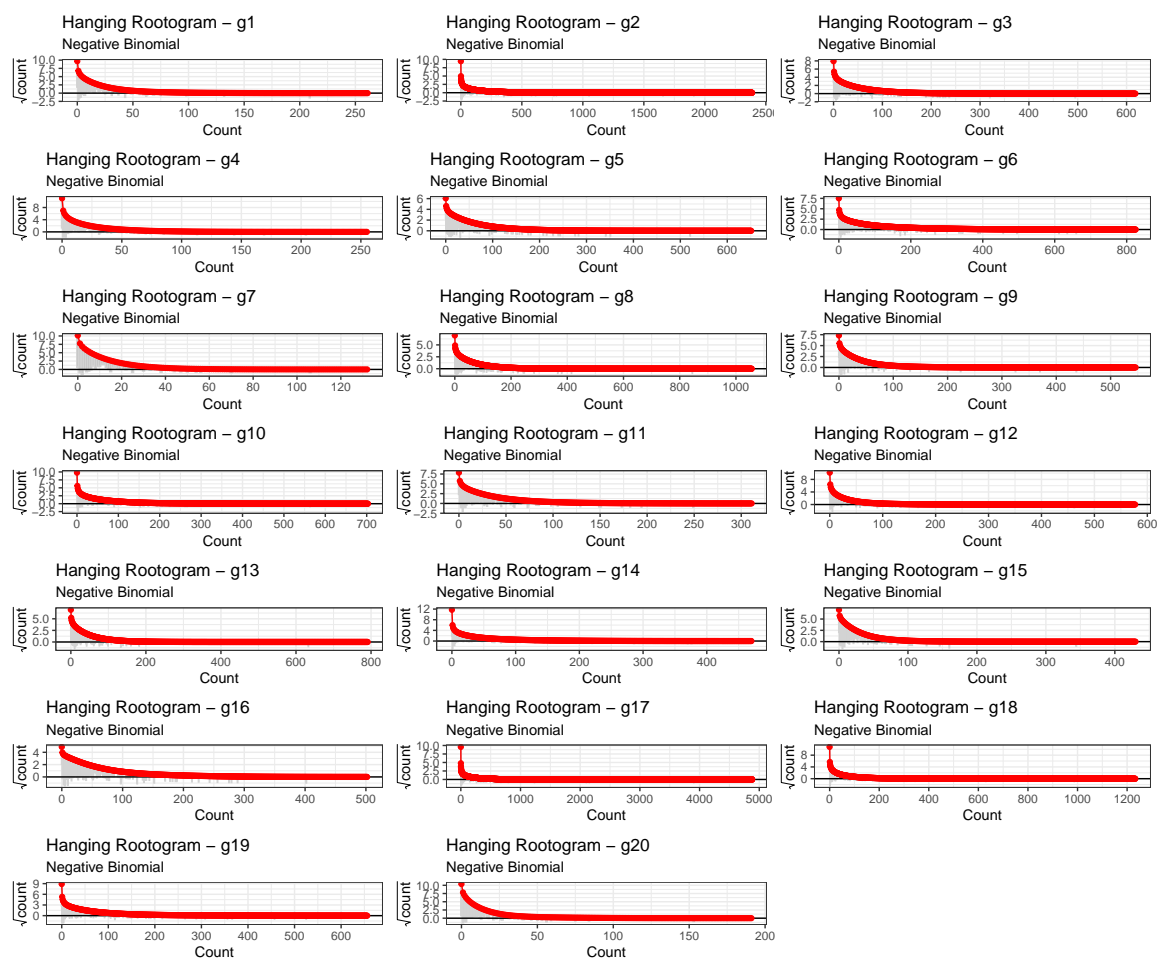 Hanging Rootogram − g1
Negative Binomial
√count
10.0
7.5
5.0
2.5
0.0
−2.5
0
50
100
150
200
250
Count
Hanging Rootogram − g2
Negative Binomial
√count
10.0
7.5
5.0
2.5
0.0
−2.5
0
500
1000
1500
2000
Count
Hanging Rootogram − g3
Negative Binomial
√count
8
6
4
2
0
−2
0
100
200
300
400
500
600
Count
Hanging Rootogram − g4
Negative Binomial
√count
8
4
0
0
50
100
150
200
250
Count
Hanging Rootogram − g5
Negative Binomial
√count
6
4
2
0
0
100
200
300
400
500
600
Count
Hanging Rootogram − g6
Negative Binomial
√count
7.5
5.0
2.5
0.0
0
200
400
600
800
Count
Hanging Rootogram − g7
Negative Binomial
√count
10.0
7.5
5.0
2.5
0.0
0
20
40
60
80
100
120
Count
Hanging Rootogram − g8
Negative Binomial
√count
5.0
2.5
0.0
0
200
400
600
800
1000
Count
Hanging Rootogram − g9
Negative Binomial
√count
7.5
5.0
2.5
0.0
0
100
200
300
400
500
Count
Hanging Rootogram − g10
Negative Binomial
√count
10.0
7.5
5.0
2.5
0.0
−2.5
0
100
200
300
400
500
600
700
Count
Hanging Rootogram − g11
Negative Binomial
√count
7.5
5.0
2.5
0.0
−2.5
0
50
100
150
200
250
300
Count
Hanging Rootogram − g12
Negative Binomial
√count
8
4
0
0
100
200
300
400
500
600
Count
Hanging Rootogram − g13
Negative Binomial
√count
5.0
2.5
0.0
0
200
400
600
800
Count
Hanging Rootogram − g14
Negative Binomial
√count
12
8
4
0
0
100
200
300
400
Count
Hanging Rootogram − g15
Negative Binomial
√count
5.0
2.5
0.0
0
100
200
300
400
Count
Hanging Rootogram − g16
Negative Binomial
√count
4
2
0
0
100
200
300
400
500
Count
Hanging Rootogram − g17
Negative Binomial
√count
10.0
7.5
5.0
2.5
0.0
0
1000
2000
3000
4000
5000
Count
Hanging Rootogram − g18
Negative Binomial
√count
8
4
0
0
200
400
600
800
1000
1200
Count
Hanging Rootogram − g19
Negative Binomial
√count
9
6
3
0
0
100
200
300
400
500
600
Count
Hanging Rootogram − g20
Negative Binomial
√count
10.0
7.5
5.0
2.5
0.0
0
50
100
150
200
Count